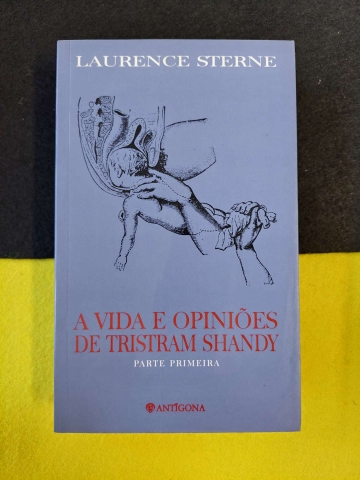 LAURENCE STERNE
A VIDA E OPINIÕES
DE TRISTRAM SHANDY
PARTE PRIMEIRA
ANTÍGONA